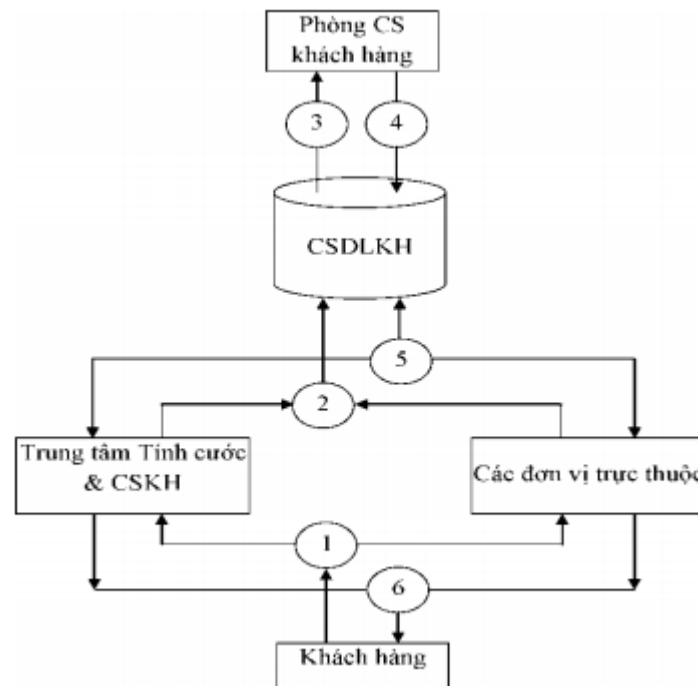 Phòng CS
khách hàng
3
4
CSDLKH
5
2
Trung tâm Tính cước
& CSKH
Các đơn vị trực thuộc
1
6
Khách hàng